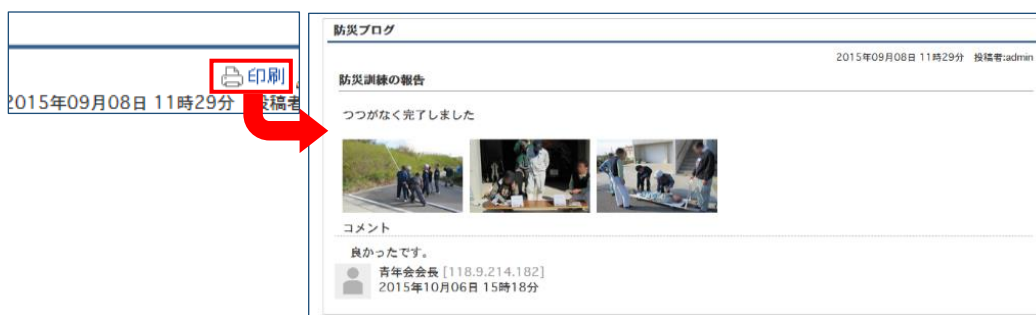 印刷
2015年09月08日 11時29分 投稿者
防災ブログ
2015年09月08日 11時29分 投稿者:admin
防災訓練の報告
つつがなく完了しました
コメント
良かったです。
青年会会長 [118.9.214.182]
2015年10月06日 15時18分